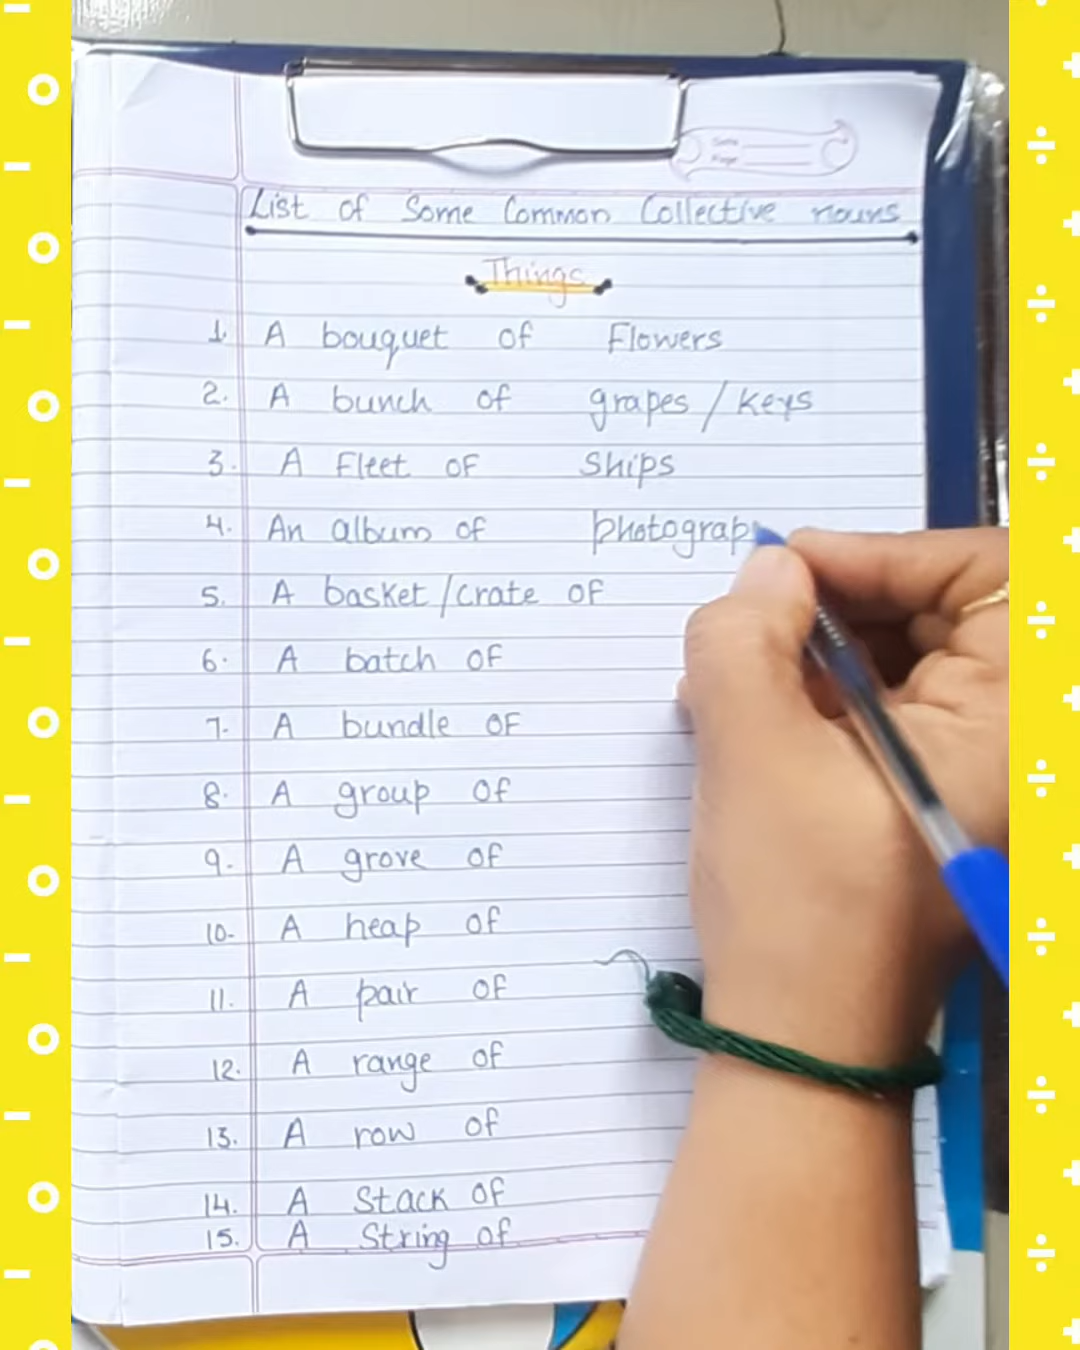 List of Some Common Collective nouns
Things
1. A bouquet of Flowers
2. A bunch of grapes / keys
3. A Fleet of Ships
4. An album of photograp
5. A basket/crate of
6. A batch of
7. A bundle of
8. A group of
9. A grove of
10. A heap of
11. A pair of
12. A range of
13. A row of
14. A Stack of
15. A String of